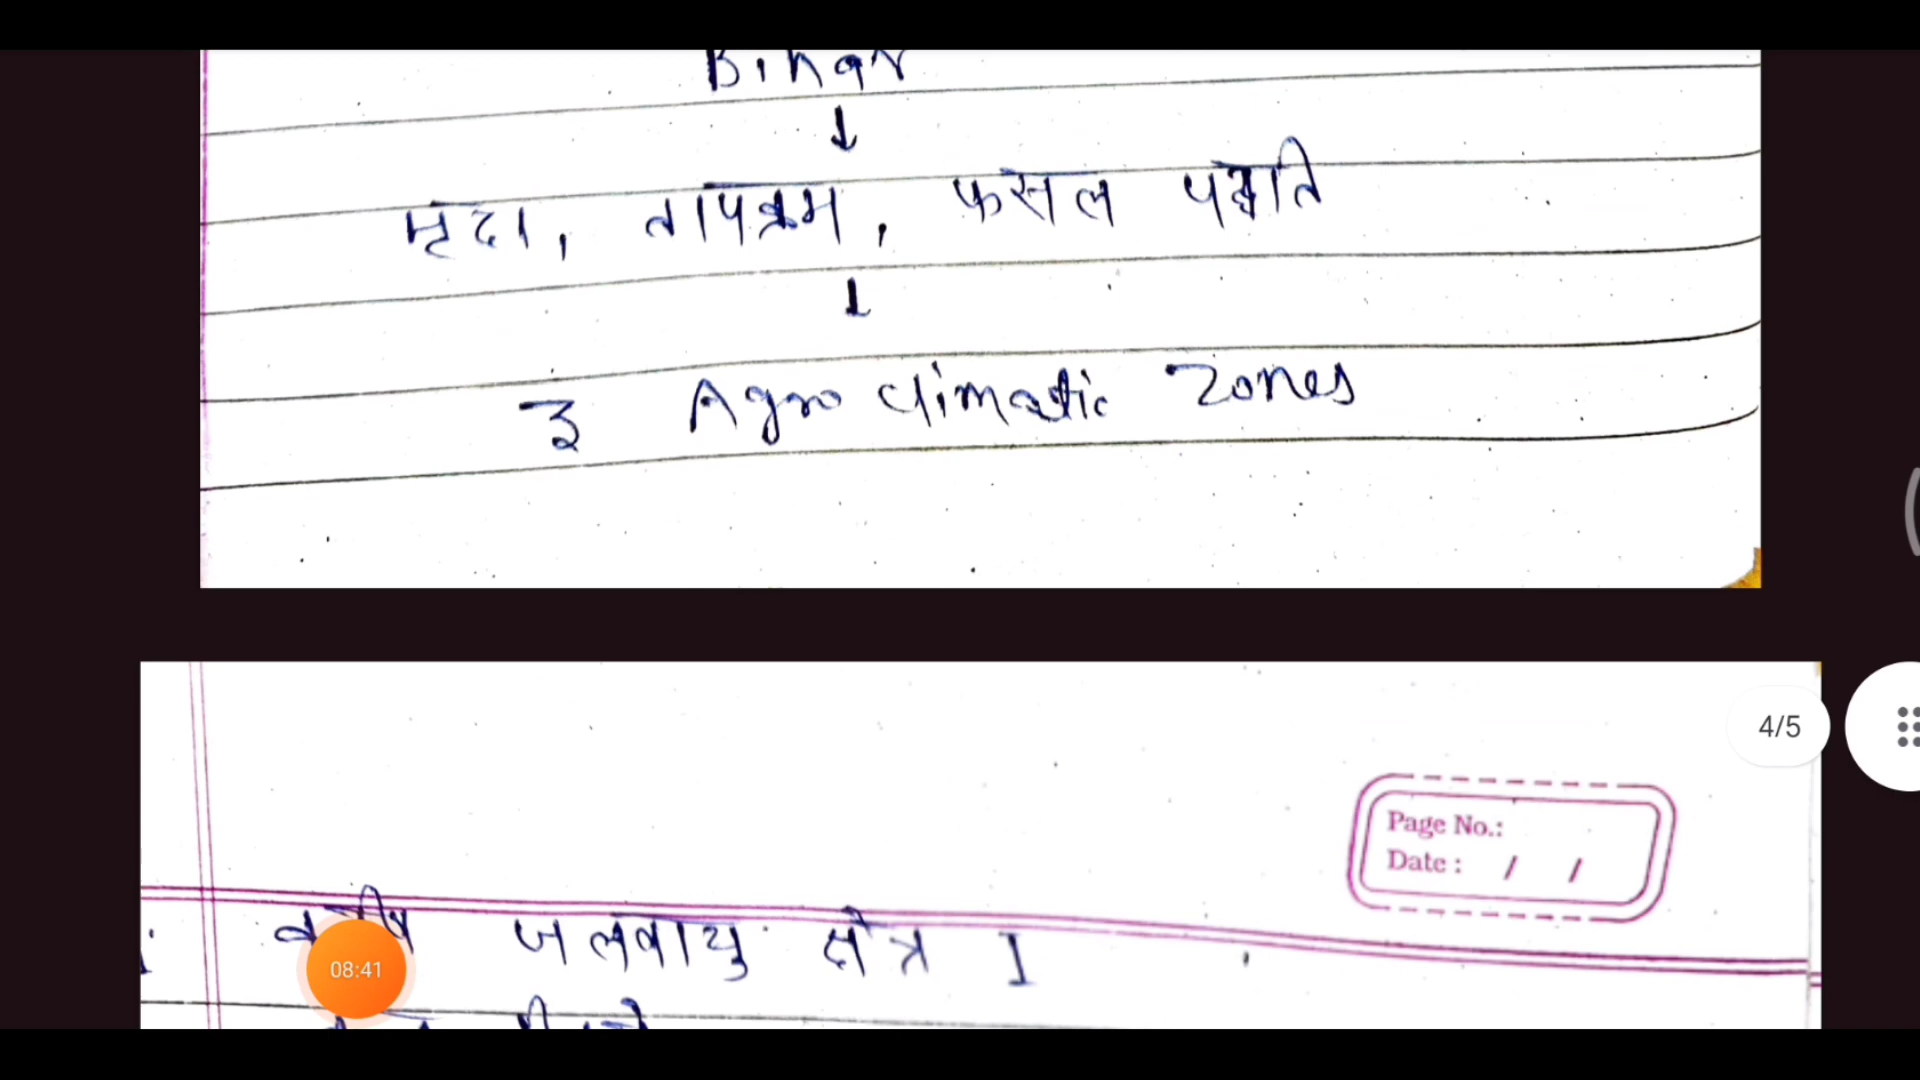 Bihar
↓
मृदा, तापक्रम, फसल पद्धति
↓
3 Agro climatic Zones
4/5
Page No.:
Date : / /
जलवायु क्षेत्र I
08:41